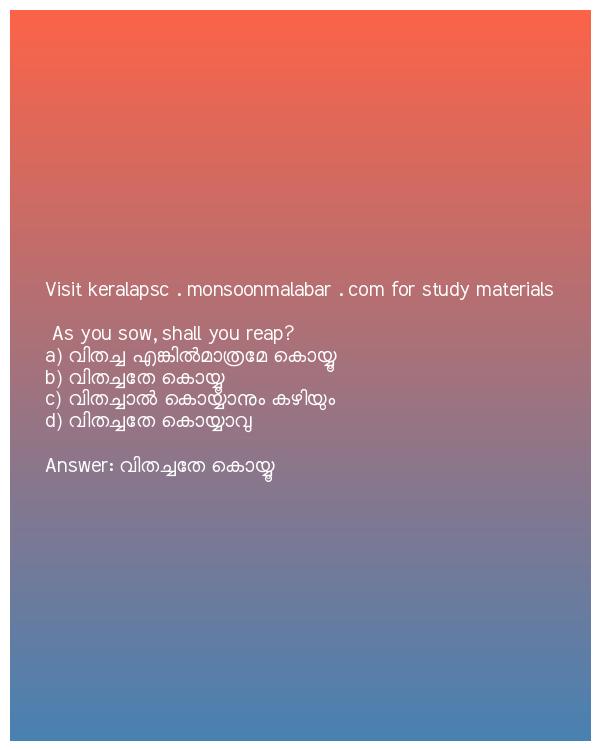 Visit keralapsc . monsoonmalabar . com for study materials
As you sow, shall you reap?
a) വിതച്ച എങ്കിൽമാത്രമേ കൊയ്യൂ
b) വിതച്ചതേ കൊയ്യൂ
c) വിതച്ചാൽ കൊയ്യാനും കഴിയും
d) വിതച്ചതേ കൊയ്യാവു
Answer: വിതച്ചതേ കൊയ്യൂ